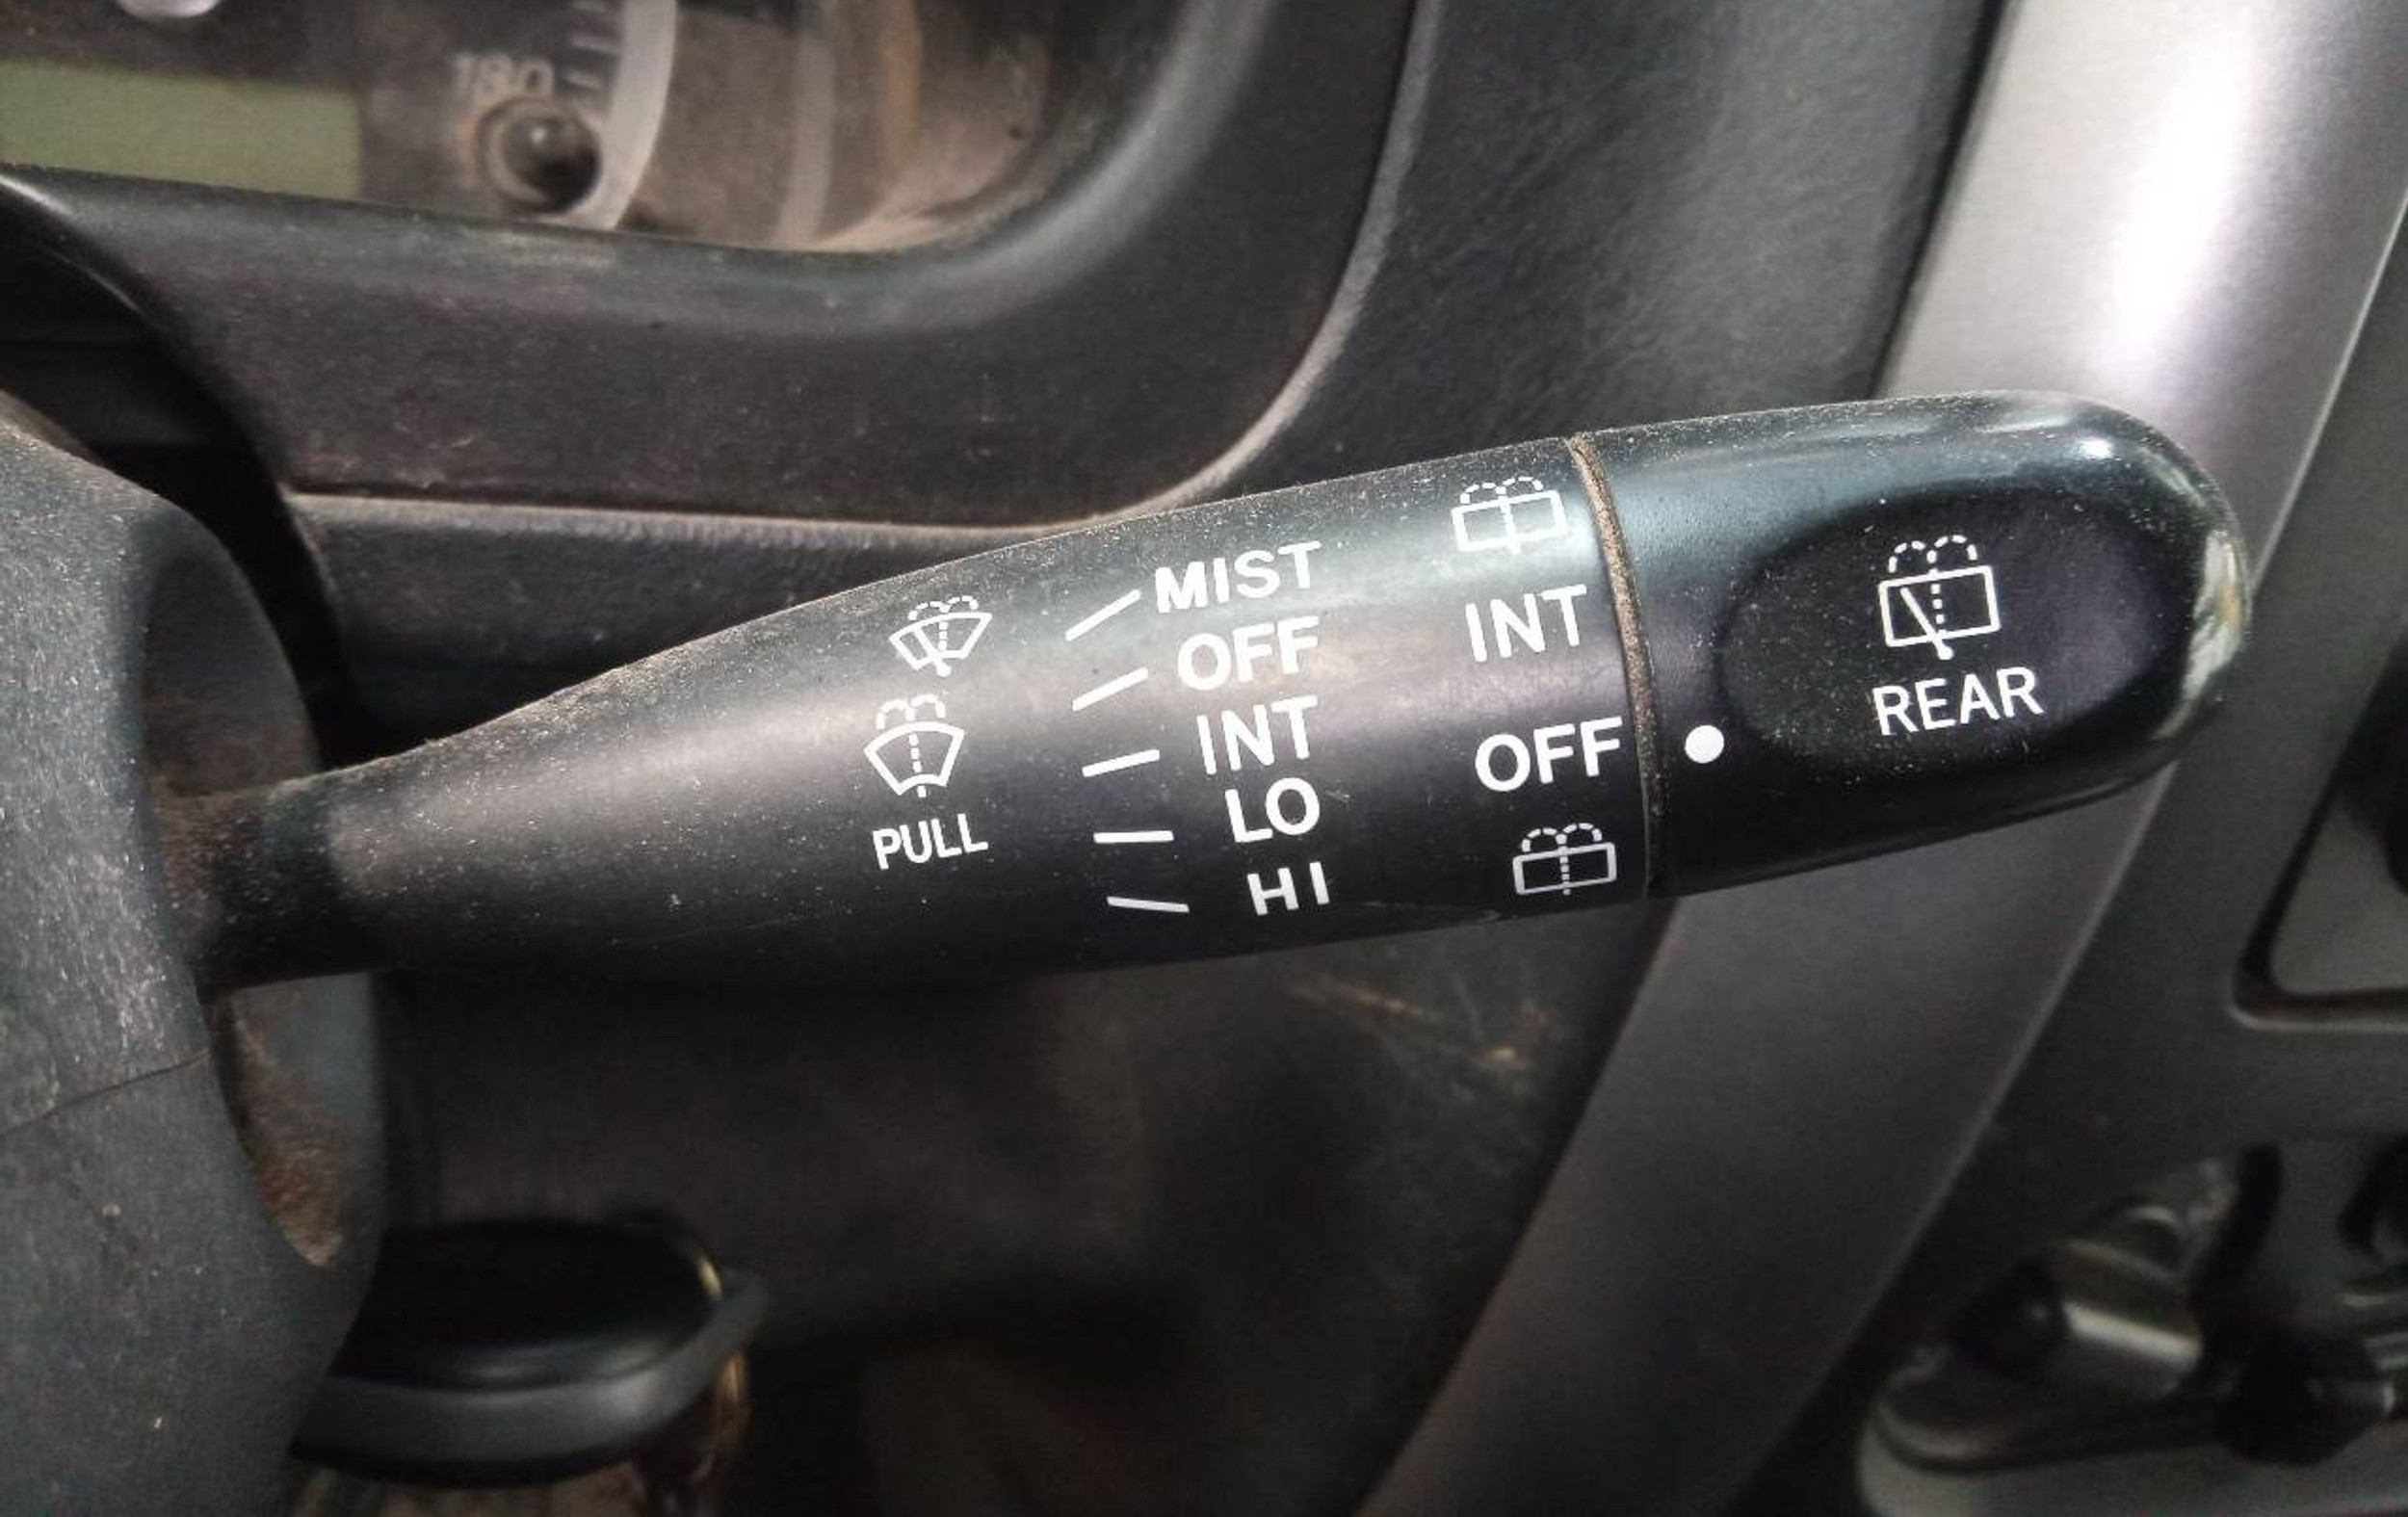 180
MIST
OFF
INT
LO
HI
PULL
INT
OFF
REAR